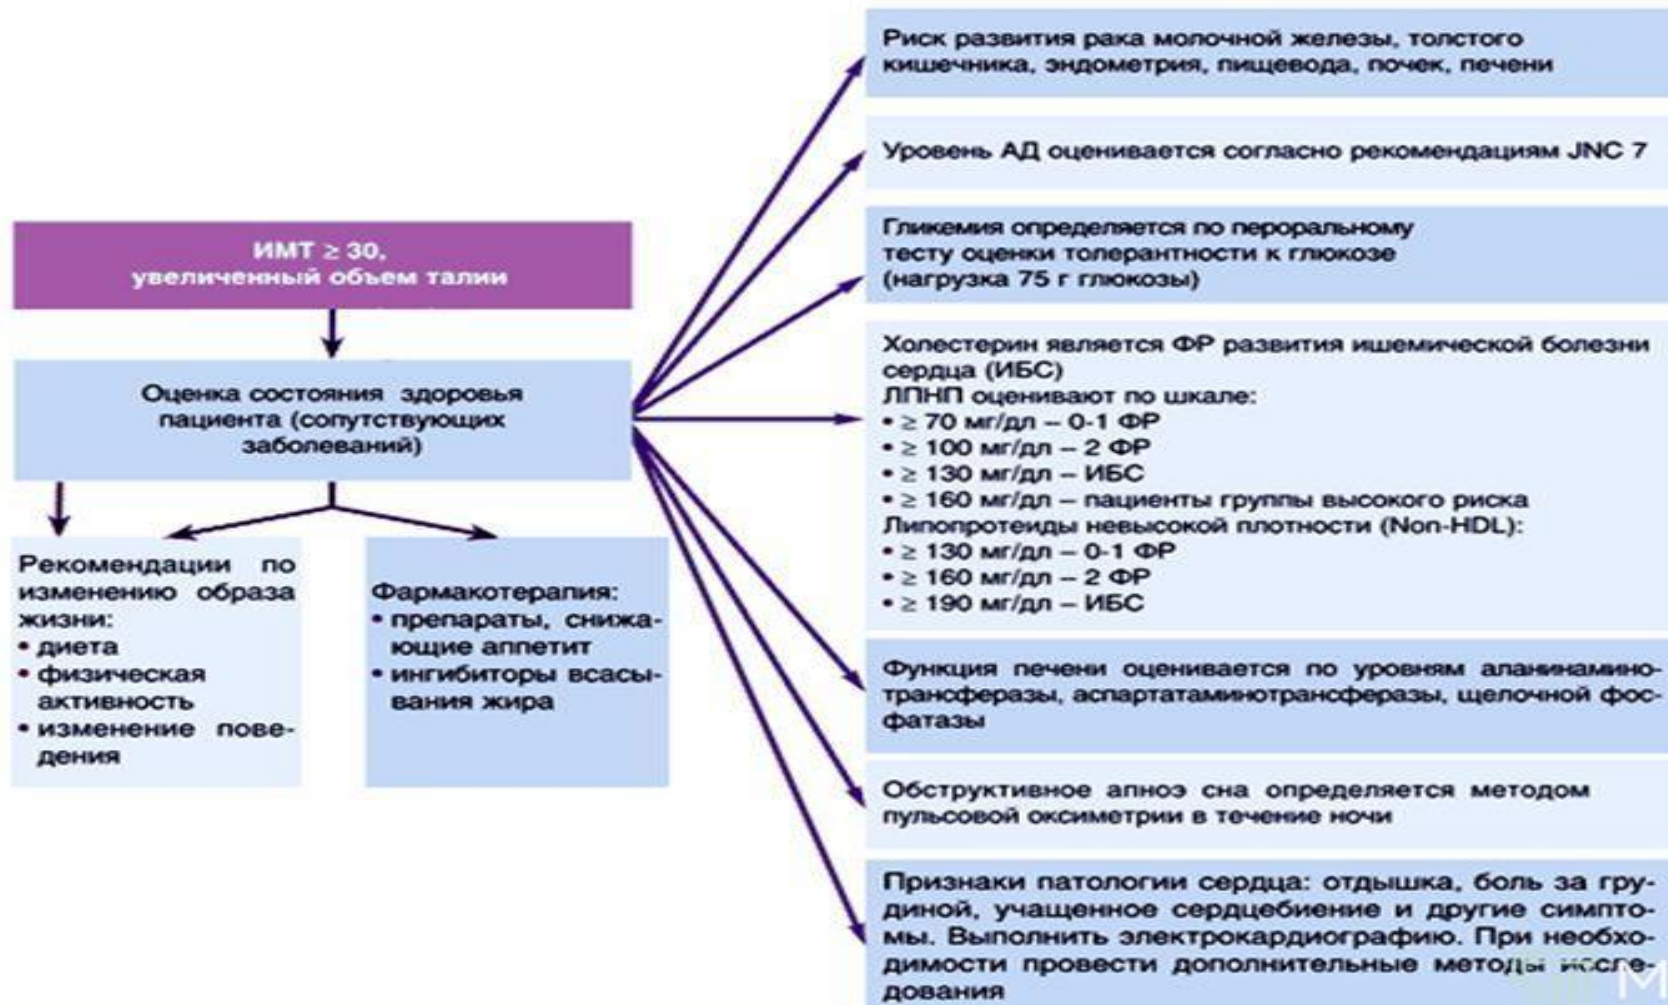 ИМТ ≥ 30,
увеличенный объем талии
Оценка состояния здоровья
пациента (сопутствующих
заболеваний)
Рекомендации по
изменению образа
жизни:
• диета
• физическая
активность
• изменение пове-
дения
Фармакотерапия:
• препараты, снижа-
ющие аппетит
• ингибиторы всасы-
вания жира
Риск развития рака молочной железы, толстого
кишечника, эндометрия, пищевода, почек, печени
Уровень АД оценивается согласно рекомендациям JNC 7
Гликемия определяется по пероральному
тесту оценки толерантности к глюкозе
(нагрузка 75 г глюкозы)
Холестерин является ФР развития ишемической болезни
сердца (ИБС)
ЛПНП оценивают по шкале:
• ≥ 70 мг/дл – 0-1 ФР
• ≥ 100 мг/дл – 2 ФР
• ≥ 130 мг/дл – ИБС
• ≥ 160 мг/дл – пациенты группы высокого риска
Липопротеиды невысокой плотности (Non-HDL):
• ≥ 130 мг/дл – 0-1 ФР
• ≥ 160 мг/дл – 2 ФР
• ≥ 190 мг/дл – ИБС
Функция печени оценивается по уровням аланинамино-
трансферазы, аспартатаминотрансферазы, щелочной фос-
фатазы
Обструктивное апноэ сна определяется методом
пульсовой оксиметрии в течение ночи
Признаки патологии сердца: отдышка, боль за гру-
диной, учащенное сердцебиение и другие симпто-
мы. Выполнить электрокардиографию. При необхо-
димости провести дополнительные методы иссле-
дования